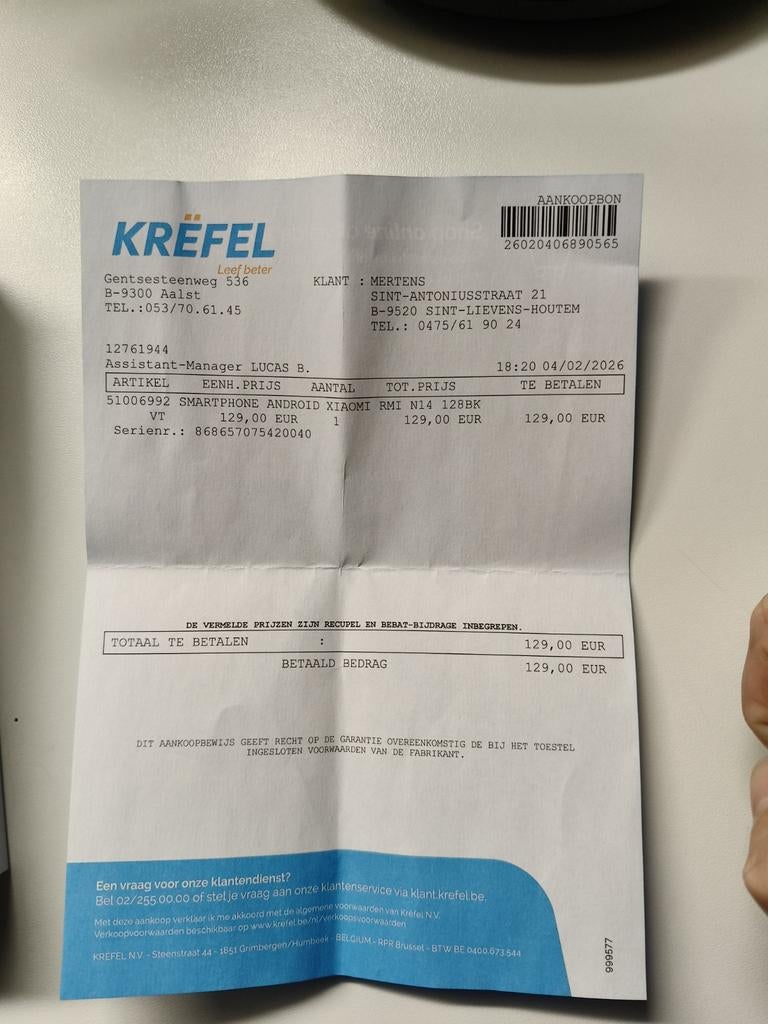 AANKOOPBON
26020406890565
KRËFEL
Leef beter
Gentsesteenweg 536
B-9300 Aalst
TEL.:053/70.61.45
KLANT : MERTENS
SINT-ANTONIUSSTRAAT 21
B-9520 SINT-LIEVENS-HOUTEM
TEL.: 0475/61 90 24
12761944
Assistant-Manager LUCAS B. 18:20 04/02/2026
ARTIKEL EENH.PRIJS AANTAL TOT.PRIJS TE BETALEN
51006992 SMARTPHONE ANDROID XIAOMI RMI N14 128BK
VT 129,00 EUR 1 129,00 EUR 129,00 EUR
Serienr.: 868657075420040
DE VERMELDE PRIJZEN ZIJN RECUPEL EN BEBAT-BIJDRAGE INBEGREPEN.
TOTAAL TE BETALEN : 129,00 EUR
BETAALD BEDRAG 129,00 EUR
DIT AANKOOPBEWIJS GEEFT RECHT OP DE GARANTIE OVEREENKOMSTIG DE BIJ HET TOESTEL
INGESLOTEN VOORWAARDEN VAN DE FABRIKANT.
Een vraag voor onze klantendienst?
Bel 02/255.00.00 of stel je vraag aan onze klantenservice via klant.krefel.be.
Met deze aankoop verklaar ik me akkoord met de algemene voorwaarden van Krëfel N.V.
Verkoopvoorwaarden beschikbaar op www.krefel.be/nl/verkoopsvoorwaarden
KRËFEL N.V. - Steenstraat 44 - 1851 Grimbergen/Humbeek - BELGIUM - RPR Brussel - BTW BE 0400.673.544
999577